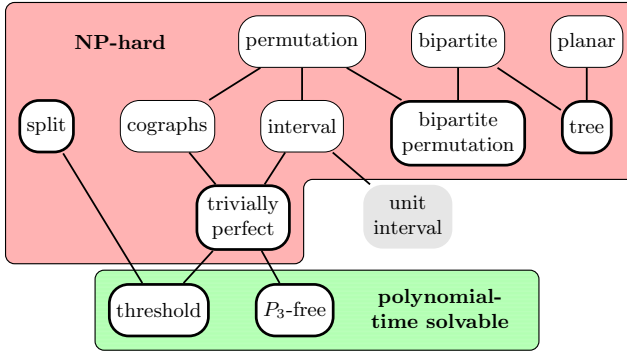 NP-hard
permutation
bipartite
planar
split
cographs
interval
bipartite
permutation
tree
trivially
perfect
unit
interval
threshold
P₃-free
polynomial-
time solvable